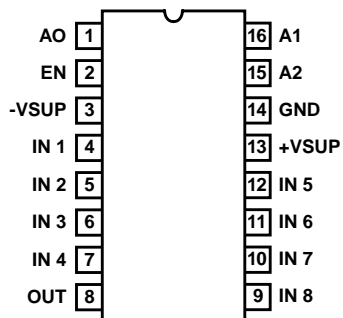 AO 1 16 A1
EN 2 15 A2
-VSUP 3 14 GND
IN 1 4 13 +VSUP
IN 2 5 12 IN 5
IN 3 6 11 IN 6
IN 4 7 10 IN 7
OUT 8 9 IN 8